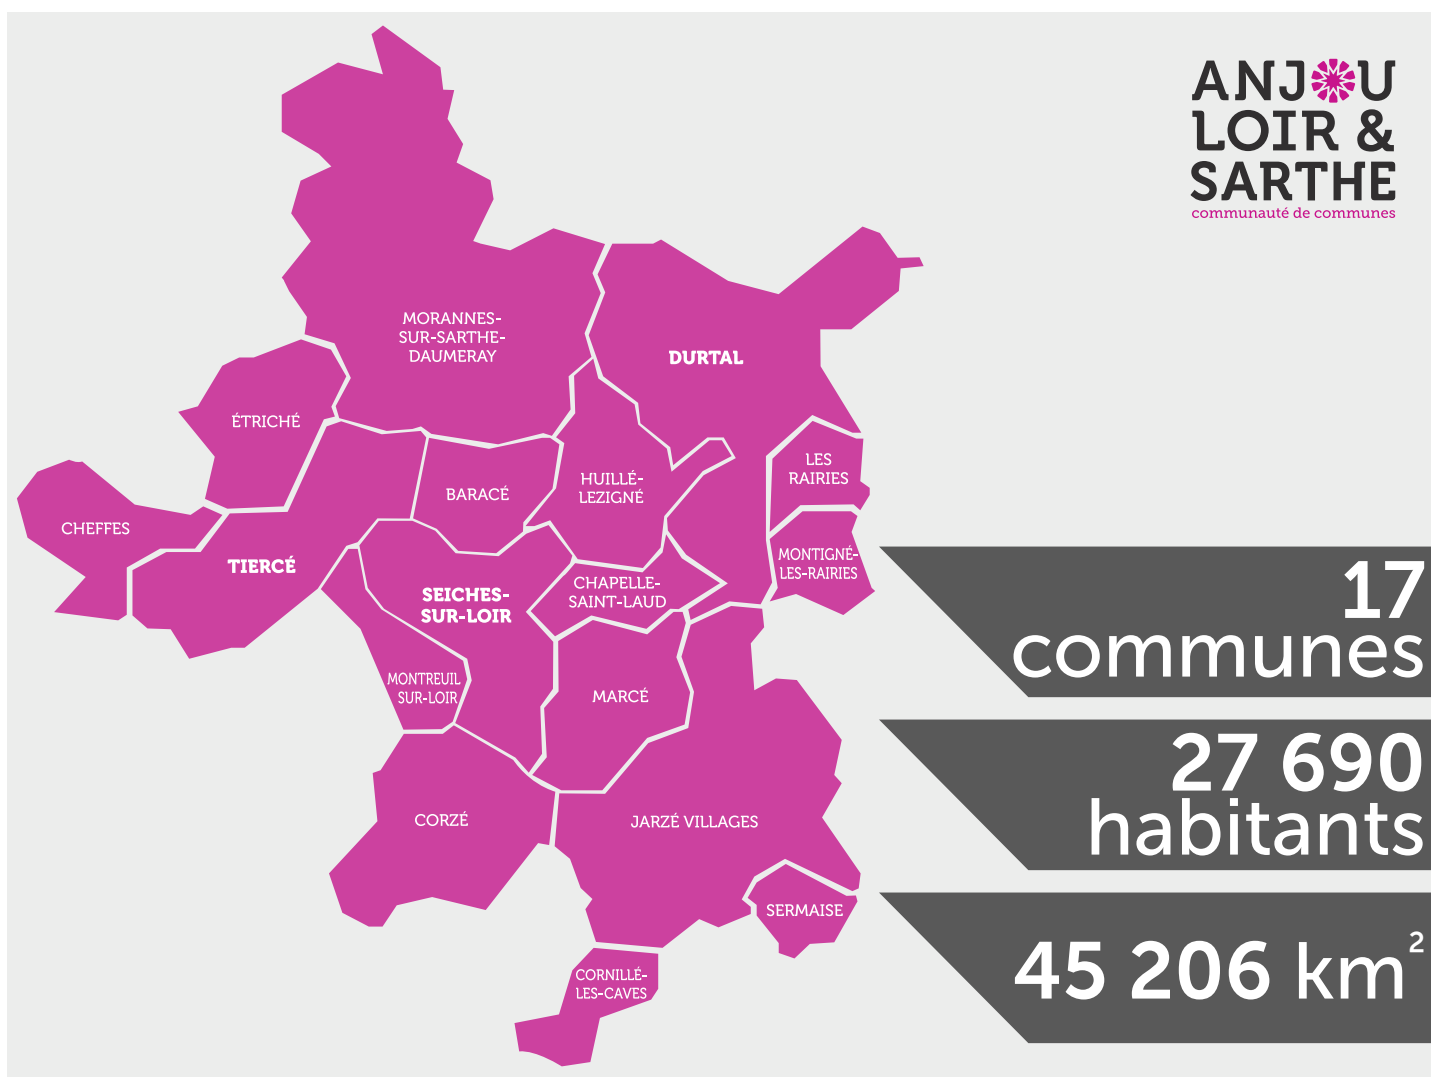 ANJOU
LOIR &
SARTHE
communauté de communes
MORANNES-
SUR-SARTHE-
DAUMERAY
DURTAL
ÉTRICHÉ
LES
RAIRIES
HUILLÉ-
LEZIGNÉ
BARACÉ
CHEFFES
TIERCÉ
MONTIGNÉ-
LES-RAIRIES
CHAPELLE-
SAINT-LAUD
SEICHES-
SUR-LOIR
MONTREUIL
SUR-LOIR
MARCÉ
CORZÉ
JARZÉ VILLAGES
SERMAISE
CORNILLÉ-
LES-CAVES
17
communes
27 690
habitants
45 206 km²